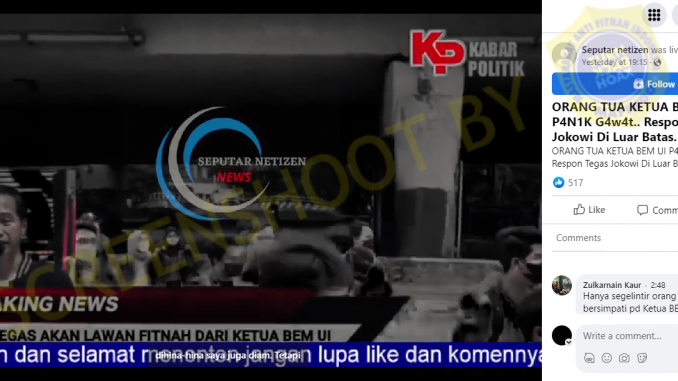 KP KABAR
POLITIK
SEPUTAR NETIZEN
NEWS
SCREENSHOOT BY
AKING NEWS
TEGAS AKAN LAWAN FITNAH DARI KETUA BEM UI
n dan selamat menonton jangan lupa like dan komennya
dihina-hina saya juga diam. Tetapi
ANTI FITNAH
HOAX
Seputar netizen was liv
Yesterday at 19:15 ·
Follow
ORANG TUA KETUA B
P4N1K G4w4t.. Respo
Jokowi Di Luar Batas.
ORANG TUA KETUA BEM UI P4
Respon Tegas Jokowi Di Luar B
517
Like
Comm
Comments
Zulkarnain Kaur · 2:48
Hanya segelintir orang
bersimpati pd Ketua BE
Write a comment...